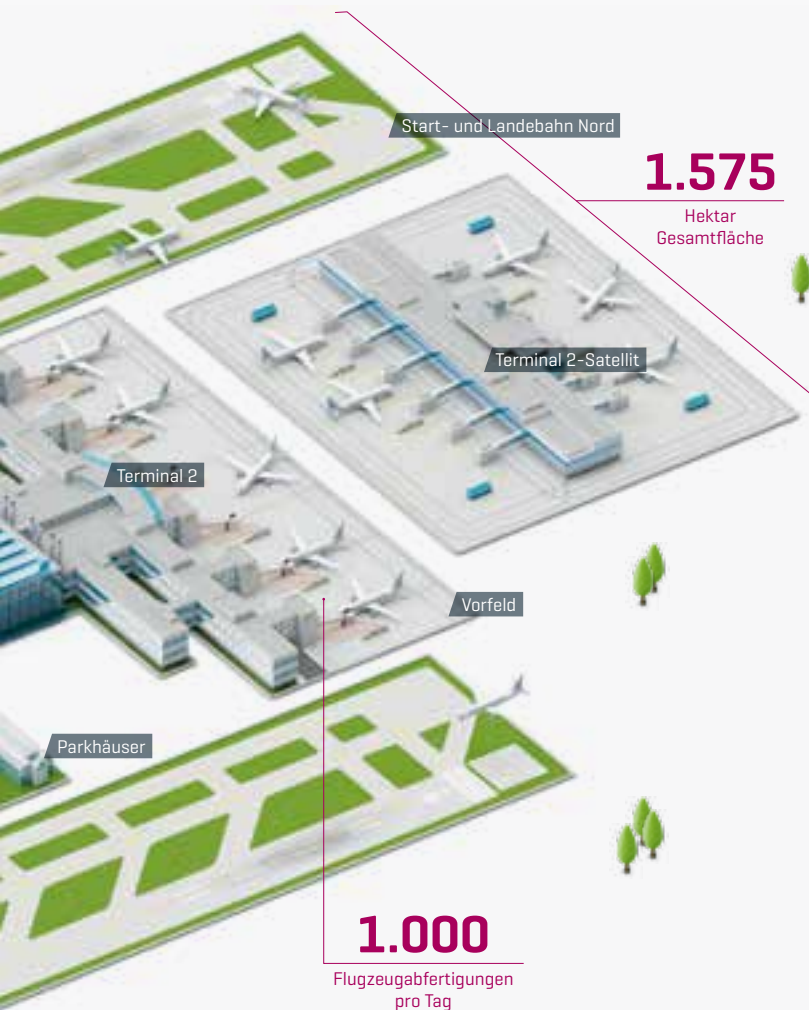 Start- und Landebahn Nord
1.575
Hektar
Gesamtfläche
Terminal 2-Satellit
Terminal 2
Vorfeld
Parkhäuser
1.000
Flugzeugabfertigungen
pro Tag